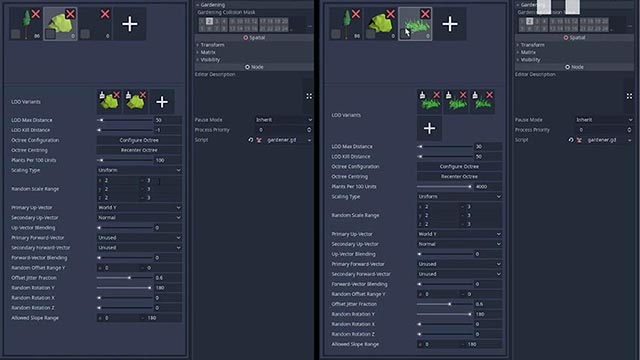 86
0
0
LOD Variants
LOD Max Distance 50
LOD Kill Distance -1
Octree Configuration Configure Octree
Octree Centring Recenter Octree
Plants Per 100 Units 100
Scaling Type Uniform
x 2 ~ 3
Random Scale Range y 2 ~ 3
z 2 ~ 3
Primary Up-Vector World Y
Secondary Up-Vector Normal
Up-Vector Blending 0
Primary Forward-Vector Unused
Secondary Forward-Vector Unused
Forward-Vector Blending 0
Random Offset Range Y 0 ~ 0
Offset Jitter Fraction 0.6
Random Rotation Y 180
Random Rotation X 0
Random Rotation Z 0
Allowed Slope Range 0 ~ 180
Gardening
Gardening Collision Mask
Spatial
Transform
Matrix
Visibility
Node
Editor Description
Pause Mode Inherit
Process Priority 0
Script gardener.gd
86
0
0
LOD Variants
LOD Max Distance 30
LOD Kill Distance 50
Octree Configuration Configure Octree
Octree Centring Recenter Octree
Plants Per 100 Units 4000
Scaling Type Uniform
x 2 ~ 3
Random Scale Range y 2 ~ 3
z 2 ~ 3
Primary Up-Vector World Y
Secondary Up-Vector Normal
Up-Vector Blending 0
Primary Forward-Vector Unused
Secondary Forward-Vector Unused
Forward-Vector Blending 0
Random Offset Range Y 0 ~ 0
Offset Jitter Fraction 0.6
Random Rotation Y 180
Random Rotation X 0
Random Rotation Z 0
Allowed Slope Range 0 ~ 180
Gardening
Spatial
Transform
Matrix
Visibility
Node
Editor Description
Pause Mode Inherit
Process Priority 0
Script gardener.gd